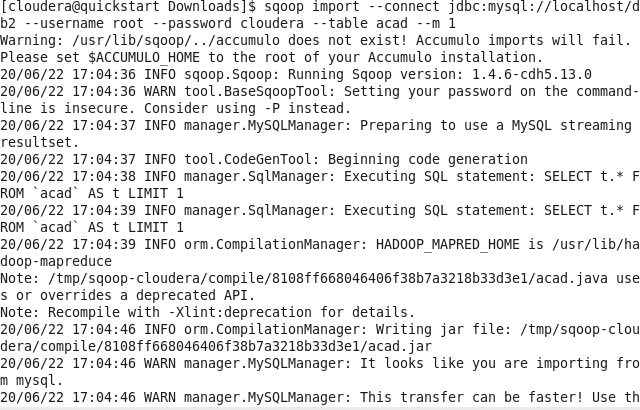 [cloudera@quickstart Downloads]$ sqoop import --connect jdbc:mysql://localhost/d
b2 --username root --password cloudera --table acad --m 1
Warning: /usr/lib/sqoop/../accumulo does not exist! Accumulo imports will fail.
Please set $ACCUMULO_HOME to the root of your Accumulo installation.
20/06/22 17:04:36 INFO sqoop.Sqoop: Running Sqoop version: 1.4.6-cdh5.13.0
20/06/22 17:04:36 WARN tool.BaseSqoopTool: Setting your password on the command-
line is insecure. Consider using -P instead.
20/06/22 17:04:37 INFO manager.MySQLManager: Preparing to use a MySQL streaming
resultset.
20/06/22 17:04:37 INFO tool.CodeGenTool: Beginning code generation
20/06/22 17:04:38 INFO manager.SqlManager: Executing SQL statement: SELECT t.* F
ROM `acad` AS t LIMIT 1
20/06/22 17:04:39 INFO manager.SqlManager: Executing SQL statement: SELECT t.* F
ROM `acad` AS t LIMIT 1
20/06/22 17:04:39 INFO orm.CompilationManager: HADOOP_MAPRED_HOME is /usr/lib/ha
doop-mapreduce
Note: /tmp/sqoop-cloudera/compile/8108ff668046406f38b7a3218b33d3e1/acad.java use
s or overrides a deprecated API.
Note: Recompile with -Xlint:deprecation for details.
20/06/22 17:04:46 INFO orm.CompilationManager: Writing jar file: /tmp/sqoop-clou
dera/compile/8108ff668046406f38b7a3218b33d3e1/acad.jar
20/06/22 17:04:46 WARN manager.MySQLManager: It looks like you are importing fro
m mysql.
20/06/22 17:04:46 WARN manager.MySQLManager: This transfer can be faster! Use th